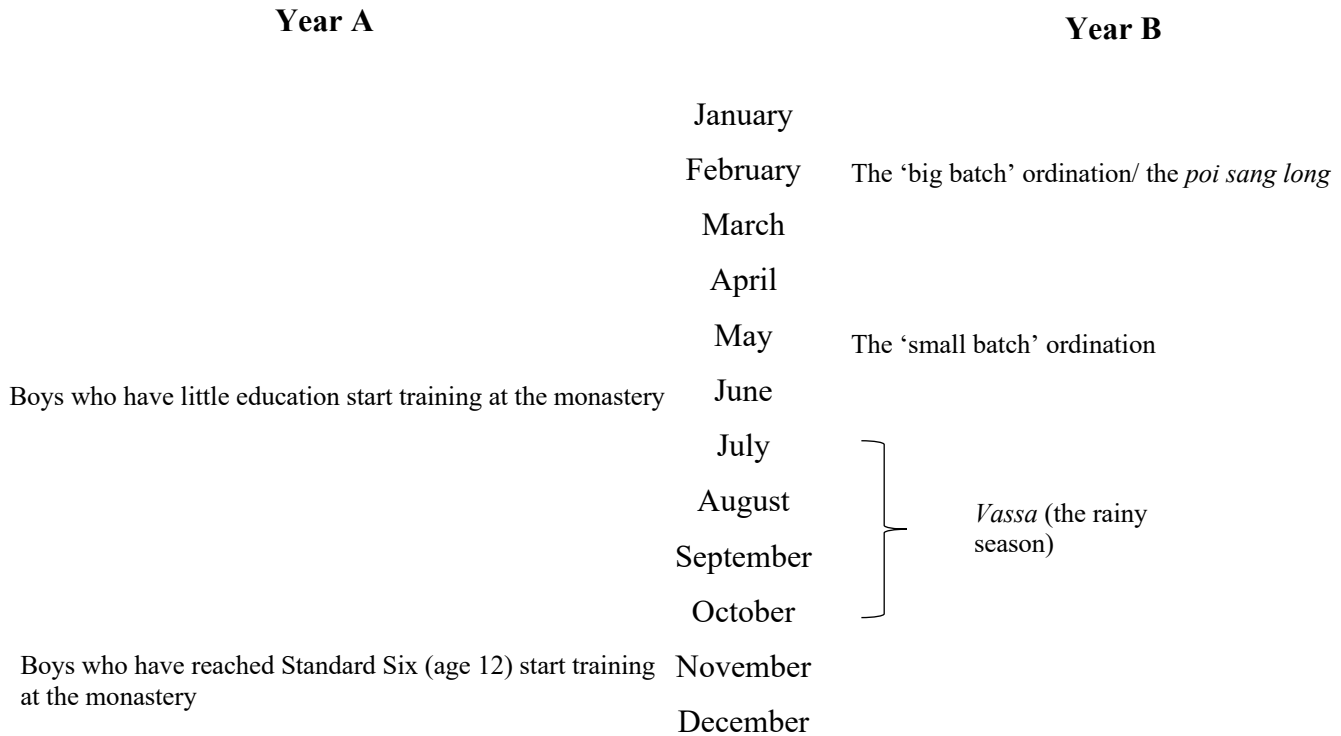 Year A
Year B
January
February
The ‘big batch’ ordination/ the poi sang long
March
April
May
The ‘small batch’ ordination
Boys who have little education start training at the monastery
June
July
August
September
October
Vassa (the rainy
season)
Boys who have reached Standard Six (age 12) start training
at the monastery
November
December